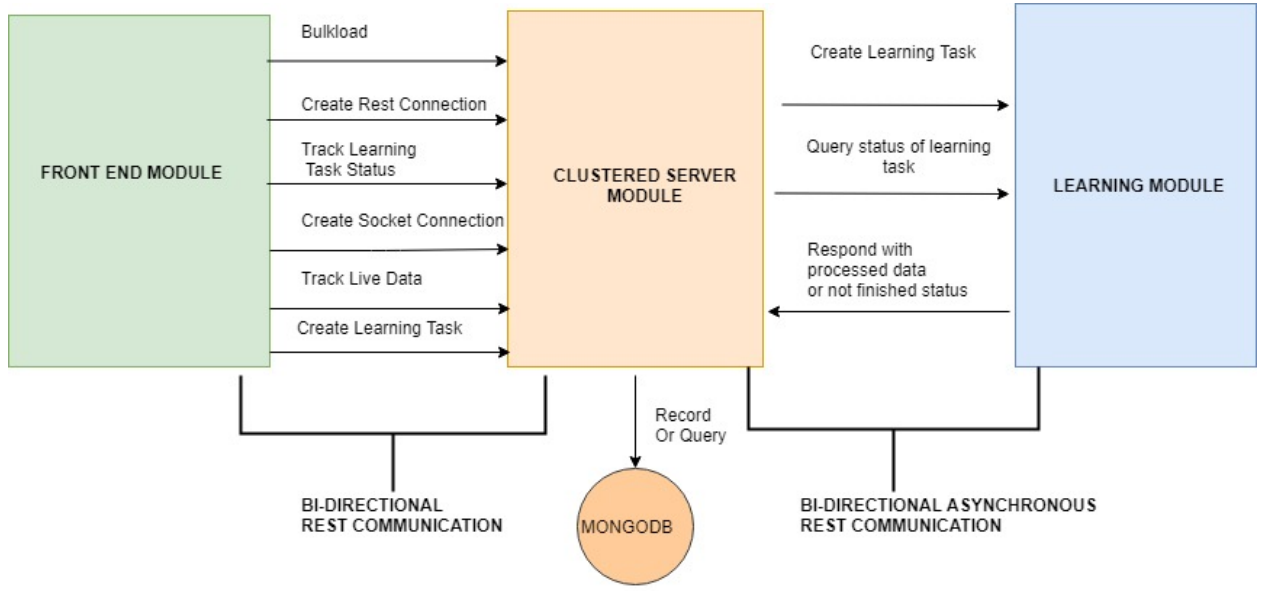 FRONT END MODULE
Bulkload
Create Rest Connection
Track Learning
Task Status
Create Socket Connection
Track Live Data
Create Learning Task
CLUSTERED SERVER
MODULE
Create Learning Task
Query status of learning
task
Respond with
processed data
or not finished status
LEARNING MODULE
BI-DIRECTIONAL
REST COMMUNICATION
Record
Or Query
MONGODB
BI-DIRECTIONAL ASYNCHRONOUS
REST COMMUNICATION